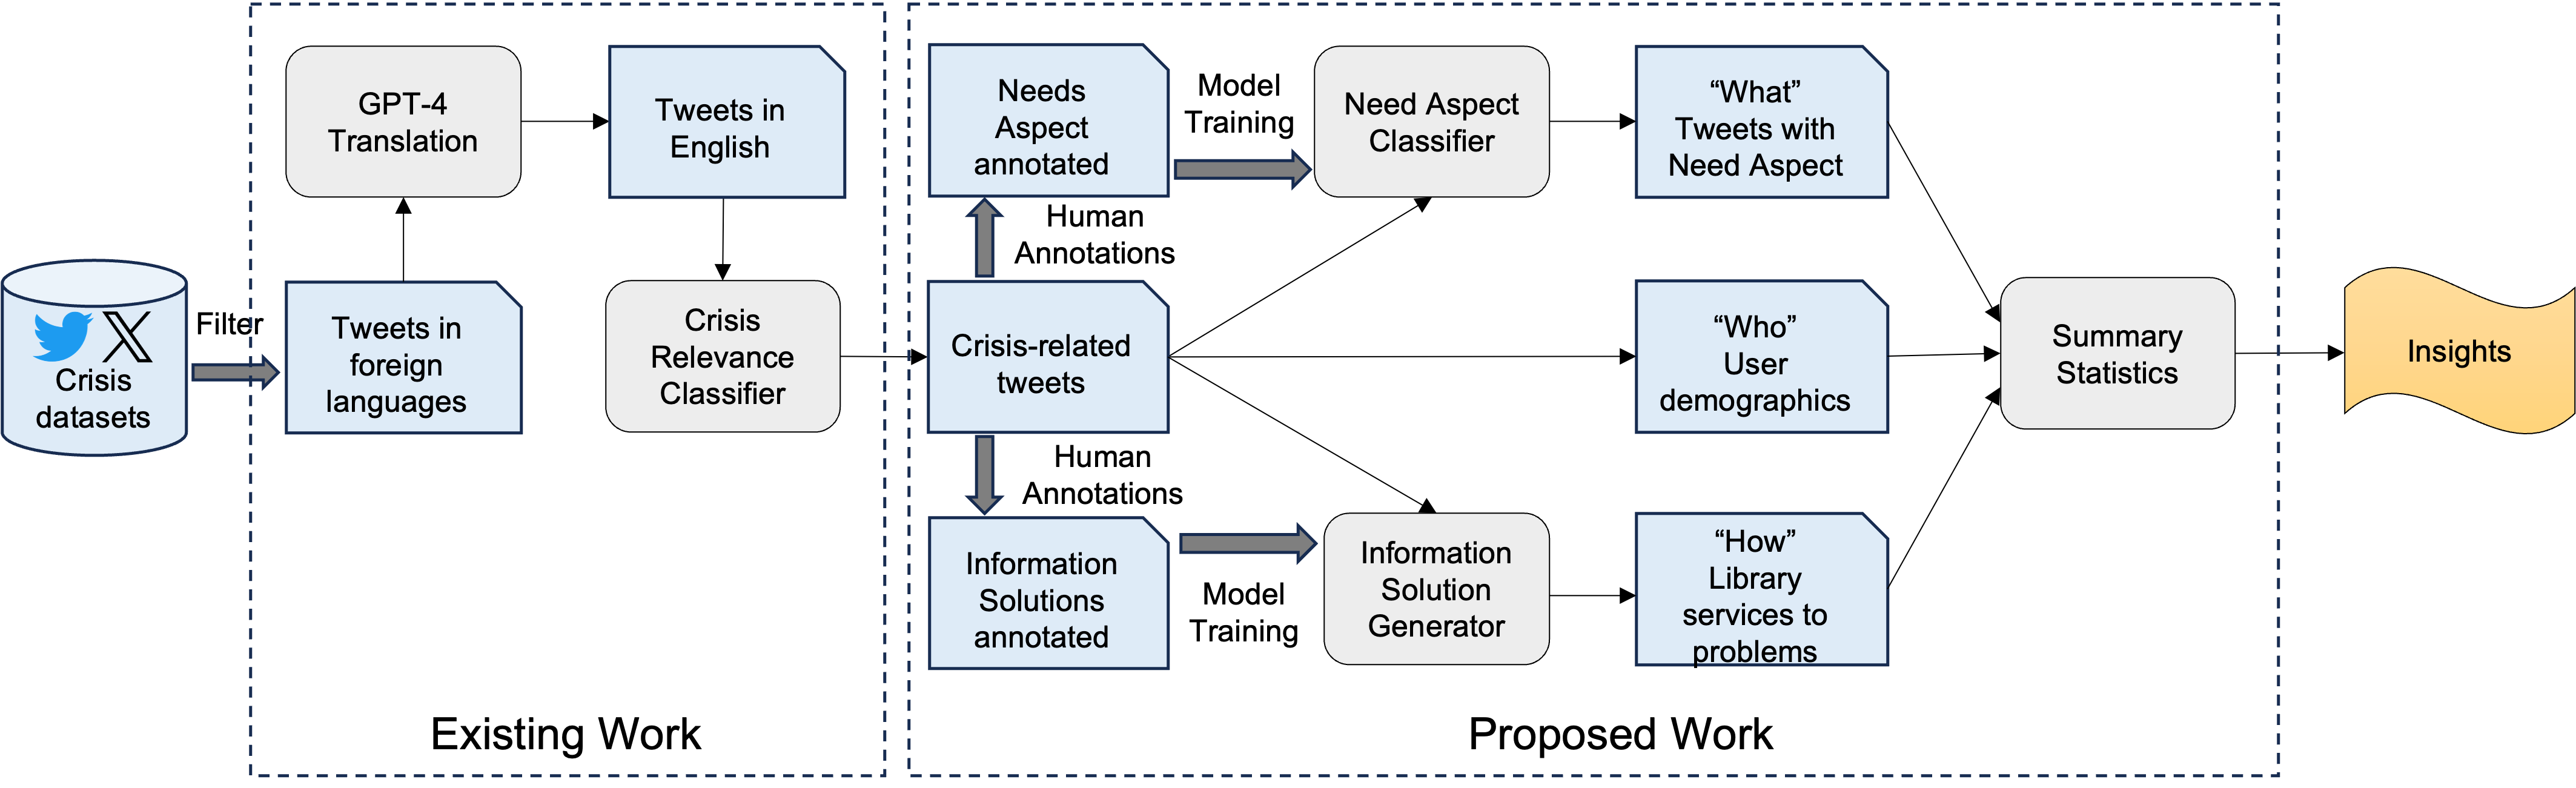 Crisis
datasets
Filter
Tweets in
foreign
languages
GPT-4
Translation
Tweets in
English
Crisis
Relevance
Classifier
Existing Work
Needs
Aspect
annotated
Model
Training
Need Aspect
Classifier
“What”
Tweets with
Need Aspect
Human
Annotations
Crisis-related
tweets
“Who”
User
demographics
Human
Annotations
Information
Solutions
annotated
Model
Training
Information
Solution
Generator
“How”
Library
services to
problems
Summary
Statistics
Proposed Work
Insights